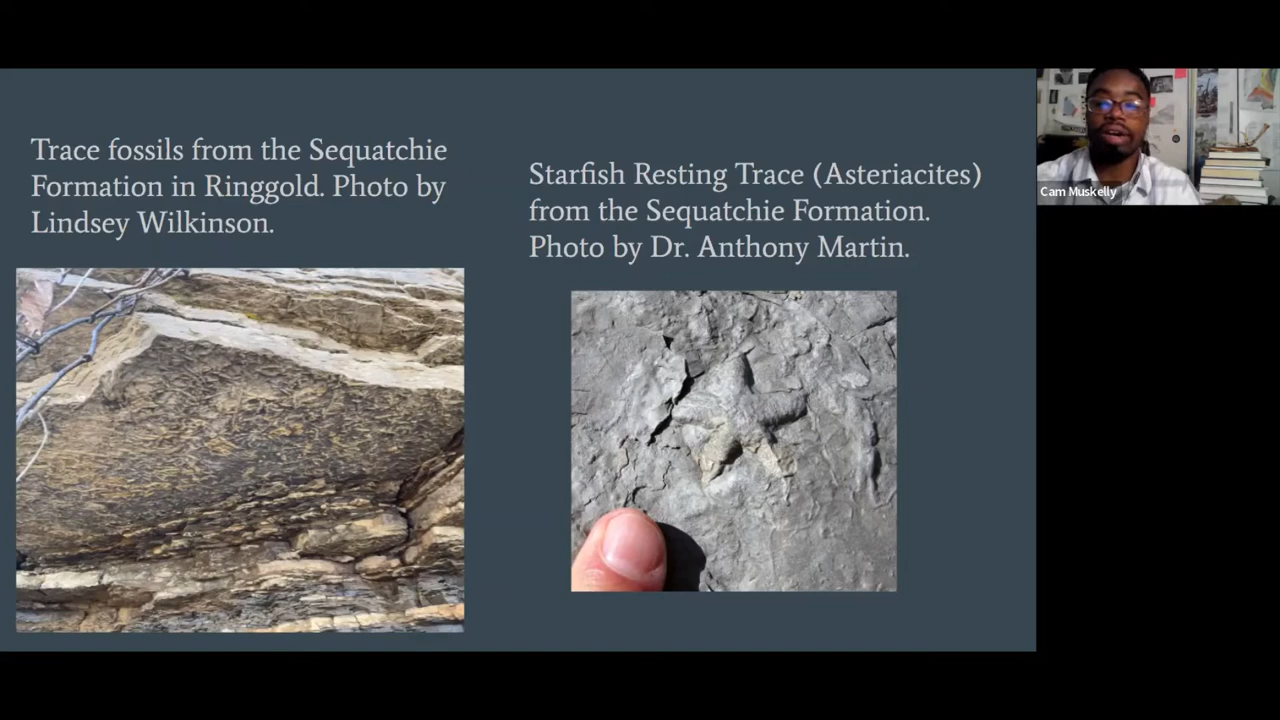 Trace fossils from the Sequatchie
Formation in Ringgold. Photo by
Lindsey Wilkinson.
Starfish Resting Trace (Asteriacites)
from the Sequatchie Formation.
Photo by Dr. Anthony Martin.
Cam Muskelly